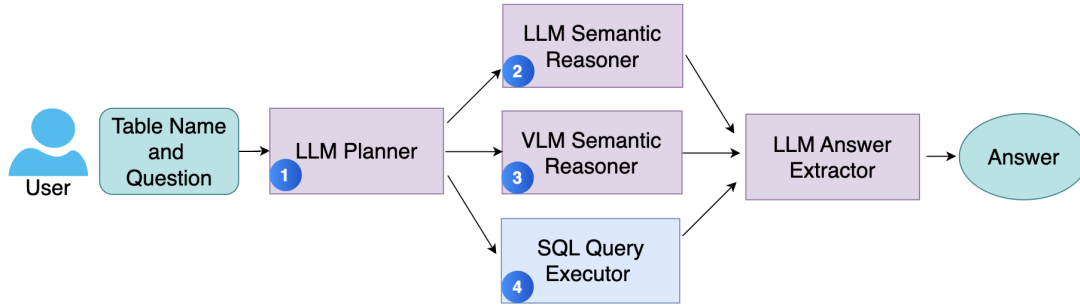 User
Table Name
and
Question
1
LLM Planner
2
LLM Semantic
Reasoner
3
VLM Semantic
Reasoner
4
SQL Query
Executor
LLM Answer
Extractor
Answer